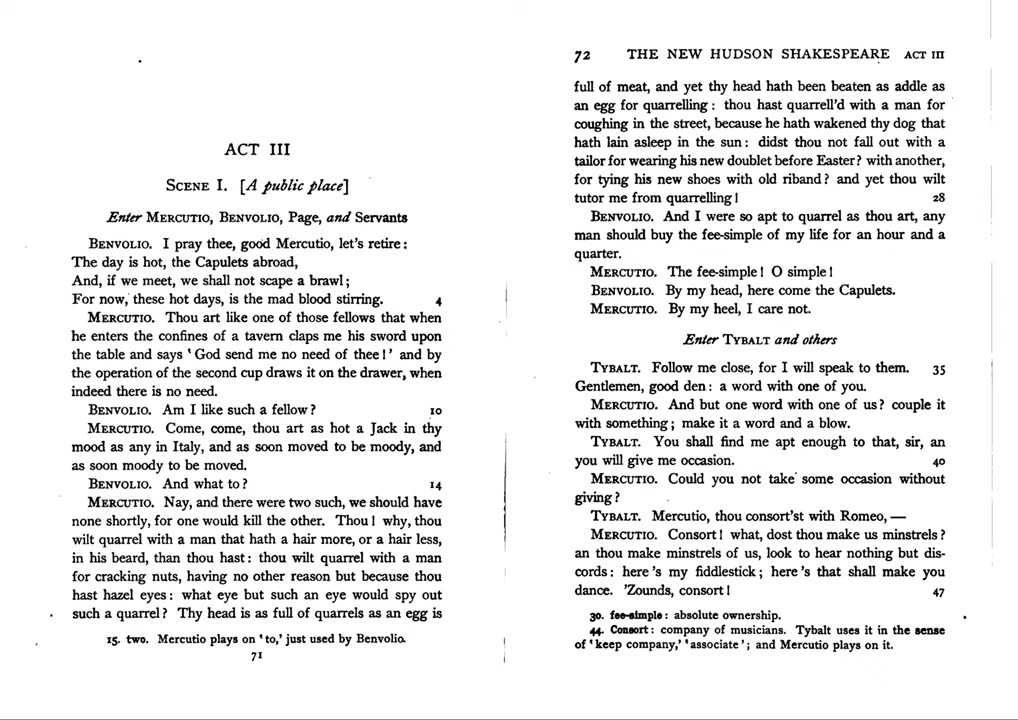 ACT III
SCENE I. [A public place]
Enter MERCUTIO, BENVOLIO, Page, and Servants
BENVOLIO. I pray thee, good Mercutio, let's retire:
The day is hot, the Capulets abroad,
And, if we meet, we shall not scape a brawl;
For now, these hot days, is the mad blood stirring. 4
MERCUTIO. Thou art like one of those fellows that when
he enters the confines of a tavern claps me his sword upon
the table and says 'God send me no need of thee!' and by
the operation of the second cup draws it on the drawer, when
indeed there is no need.
BENVOLIO. Am I like such a fellow? 10
MERCUTIO. Come, come, thou art as hot a Jack in thy
mood as any in Italy, and as soon moved to be moody, and
as soon moody to be moved.
BENVOLIO. And what to? 14
MERCUTIO. Nay, and there were two such, we should have
none shortly, for one would kill the other. Thou! why, thou
wilt quarrel with a man that hath a hair more, or a hair less,
in his beard, than thou hast: thou wilt quarrel with a man
for cracking nuts, having no other reason but because thou
hast hazel eyes: what eye but such an eye would spy out
such a quarrel? Thy head is as full of quarrels as an egg is
15. two. Mercutio plays on 'to,' just used by Benvolio.
71
72 THE NEW HUDSON SHAKESPEARE ACT III
full of meat, and yet thy head hath been beaten as addle as
an egg for quarrelling: thou hast quarrell'd with a man for
coughing in the street, because he hath wakened thy dog that
hath lain asleep in the sun: didst thou not fall out with a
tailor for wearing his new doublet before Easter? with another,
for tying his new shoes with old riband? and yet thou wilt
tutor me from quarrelling! 28
BENVOLIO. And I were so apt to quarrel as thou art, any
man should buy the fee-simple of my life for an hour and a
quarter.
MERCUTIO. The fee-simple! O simple!
BENVOLIO. By my head, here come the Capulets.
MERCUTIO. By my heel, I care not.
Enter TYBALT and others
TYBALT. Follow me close, for I will speak to them. 35
Gentlemen, good den: a word with one of you.
MERCUTIO. And but one word with one of us? couple it
with something; make it a word and a blow.
TYBALT. You shall find me apt enough to that, sir, an
you will give me occasion. 40
MERCUTIO. Could you not take some occasion without
giving?
TYBALT. Mercutio, thou consort'st with Romeo, —
MERCUTIO. Consort! what, dost thou make us minstrels?
an thou make minstrels of us, look to hear nothing but dis-
cords: here's my fiddlestick; here's that shall make you
dance. 'Zounds, consort! 47
30. fee-simple: absolute ownership.
44. Consort: company of musicians. Tybalt uses it in the sense
of 'keep company,' 'associate'; and Mercutio plays on it.